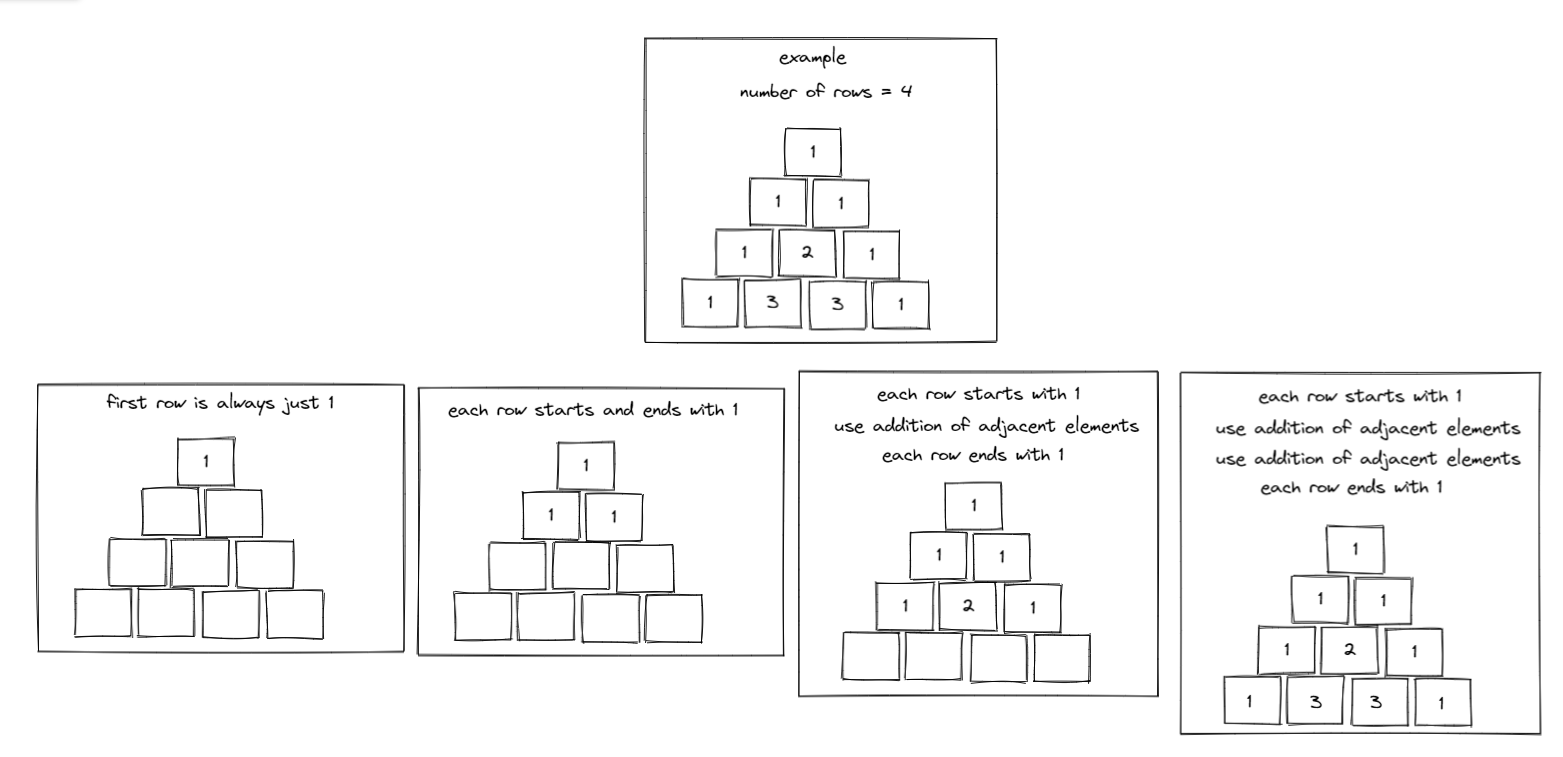 example
number of rows = 4
1
1 1
1 2 1
1 3 3 1
first row is always just 1
1
each row starts and ends with 1
1
1 1
each row starts with 1
use addition of adjacent elements
each row ends with 1
1
1 1
1 2 1
each row starts with 1
use addition of adjacent elements
use addition of adjacent elements
each row ends with 1
1
1 1
1 2 1
1 3 3 1